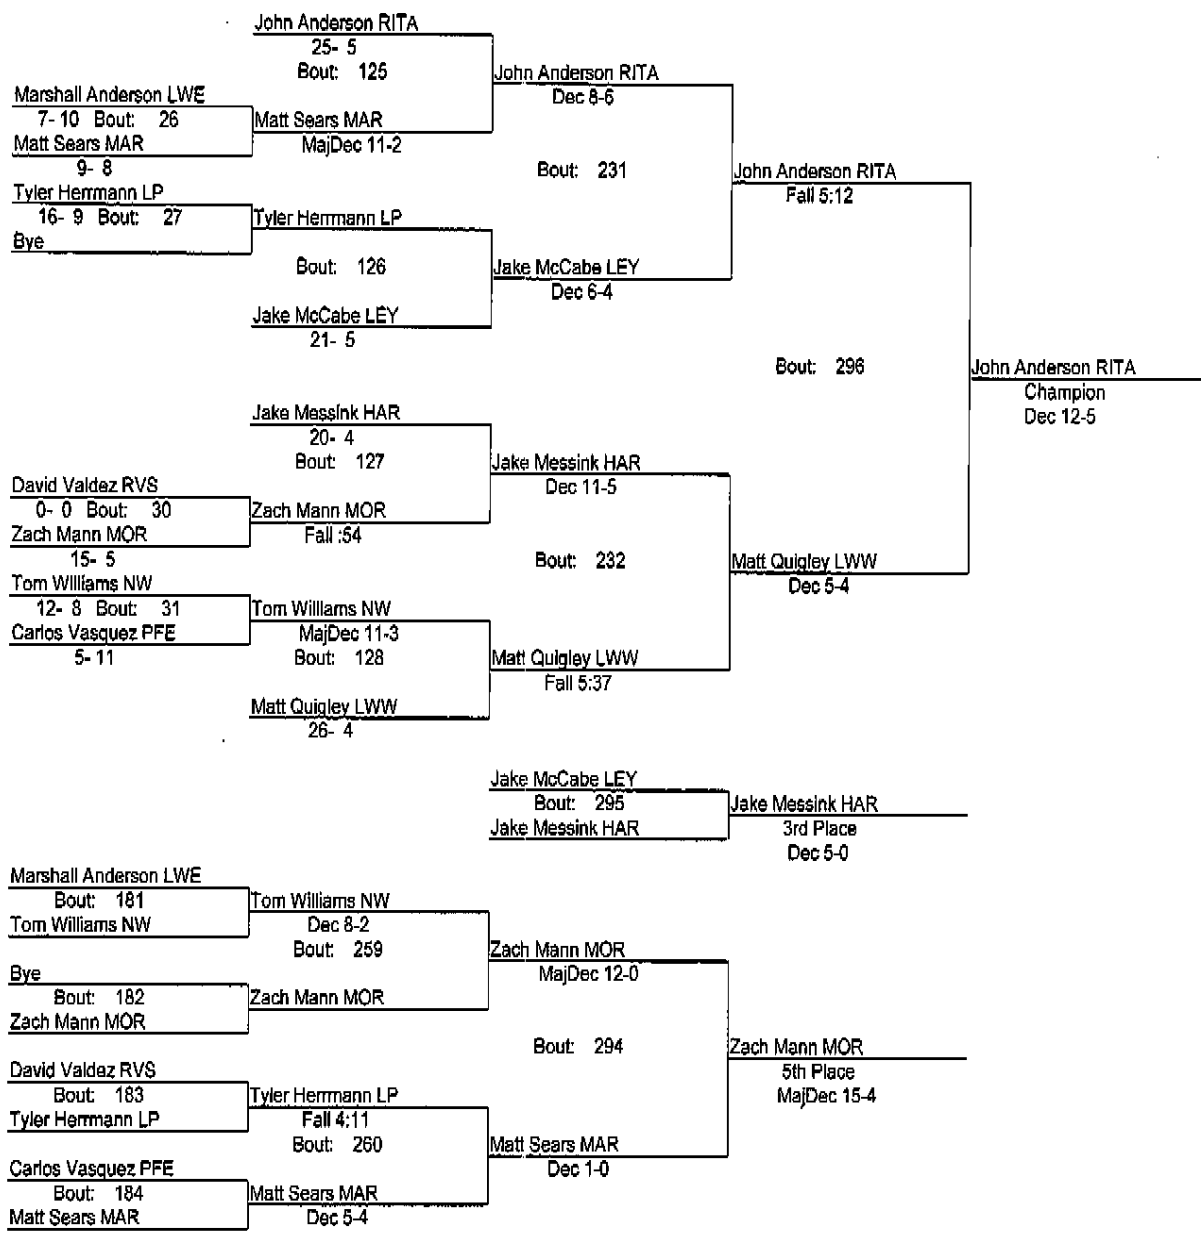 John Anderson RITA
25- 5
Bout: 125
John Anderson RITA
Dec 8-6
Marshall Anderson LWE
7- 10 Bout: 26
Matt Sears MAR
MajDec 11-2
Matt Sears MAR
9- 8
Bout: 231
John Anderson RITA
Fall 5:12
Tyler Herrmann LP
16- 9 Bout: 27
Tyler Herrmann LP
Bye
Bout: 126
Jake McCabe LEY
Dec 6-4
Jake McCabe LEY
21- 5
Bout: 296
John Anderson RITA
Champion
Dec 12-5
Jake Messink HAR
20- 4
Bout: 127
Jake Messink HAR
Dec 11-5
David Valdez RVS
0- 0 Bout: 30
Zach Mann MOR
Fall :54
Zach Mann MOR
15- 5
Bout: 232
Matt Quigley LWW
Dec 5-4
Tom Williams NW
12- 8 Bout: 31
Tom Williams NW
MajDec 11-3
Carlos Vasquez PFE
5- 11
Bout: 128
Matt Quigley LWW
Fall 5:37
Matt Quigley LWW
26- 4
Jake McCabe LEY
Bout: 295
Jake Messink HAR
Jake Messink HAR
3rd Place
Dec 5-0
Marshall Anderson LWE
Bout: 181
Tom Williams NW
Tom Williams NW
Dec 8-2
Bout: 259
Zach Mann MOR
MajDec 12-0
Bye
Bout: 182
Zach Mann MOR
Zach Mann MOR
Bout: 294
Zach Mann MOR
5th Place
MajDec 15-4
David Valdez RVS
Bout: 183
Tyler Herrmann LP
Tyler Herrmann LP
Fall 4:11
Bout: 260
Matt Sears MAR
Dec 1-0
Carlos Vasquez PFE
Bout: 184
Matt Sears MAR
Matt Sears MAR
Dec 5-4